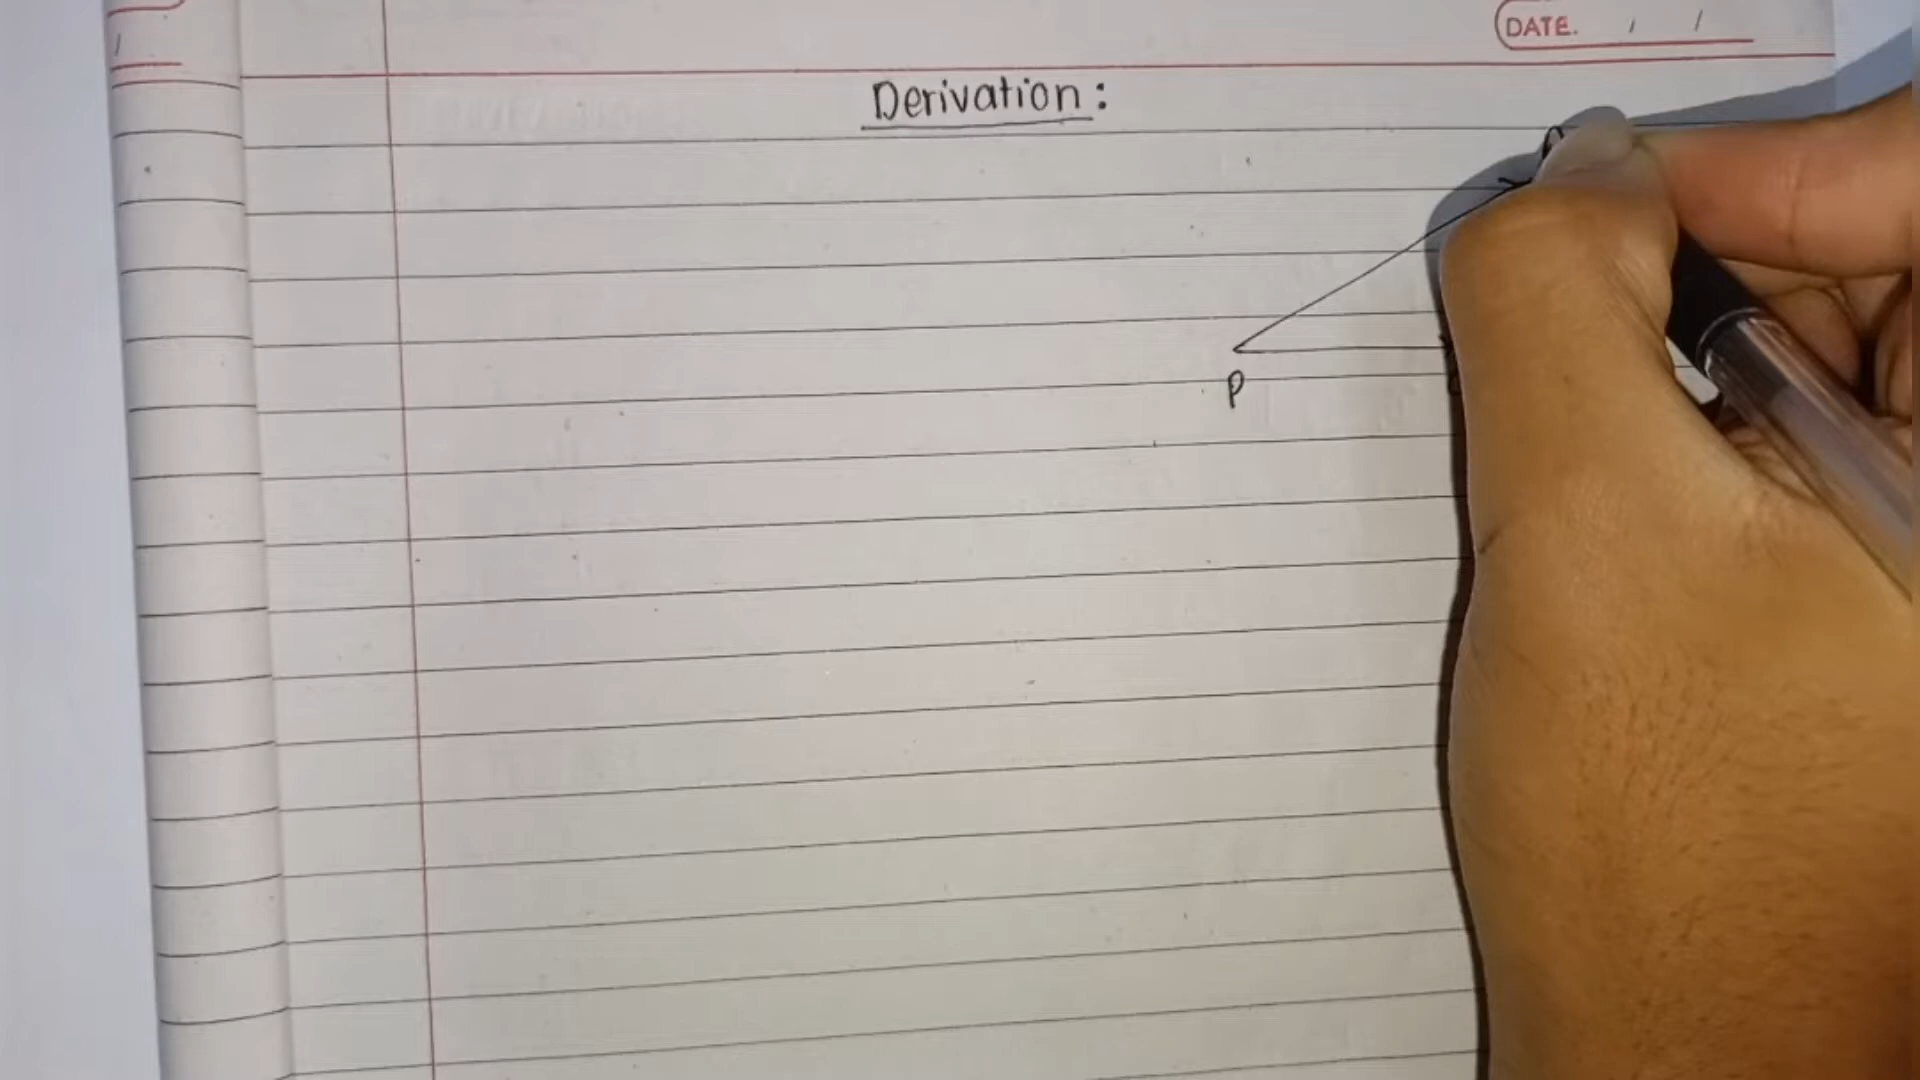 DATE. / /
Derivation:
P